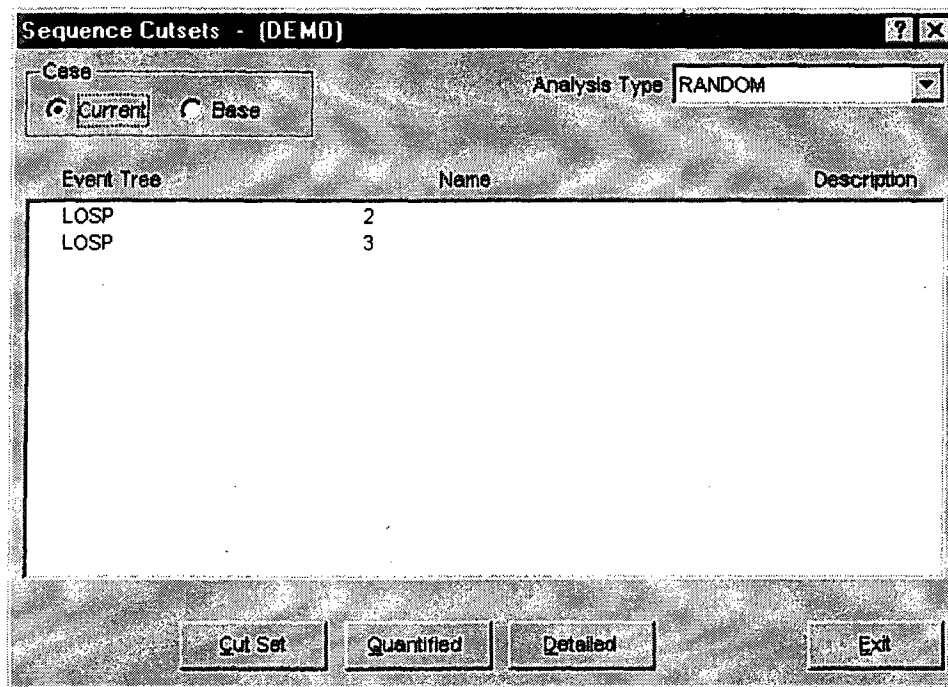 Sequence Cutsets - (DEMO)
Case
Current Base
Analysis Type RANDOM
Event Tree Name Description
LOSP 2
LOSP 3
Cut Set Quantified Detailed Exit